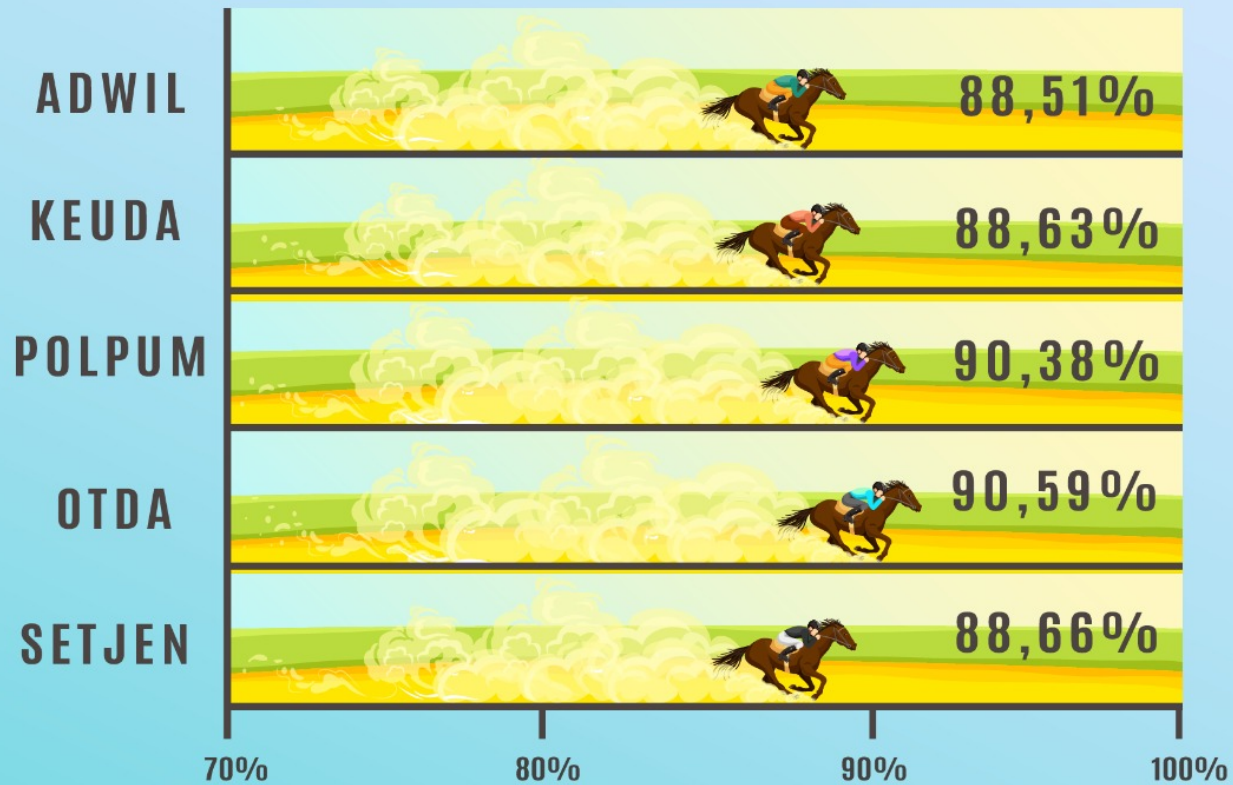 ADWIL 88,51%
KEUDA 88,63%
POLPUM 90,38%
OTDA 90,59%
SETJEN 88,66%
70% 80% 90% 100%